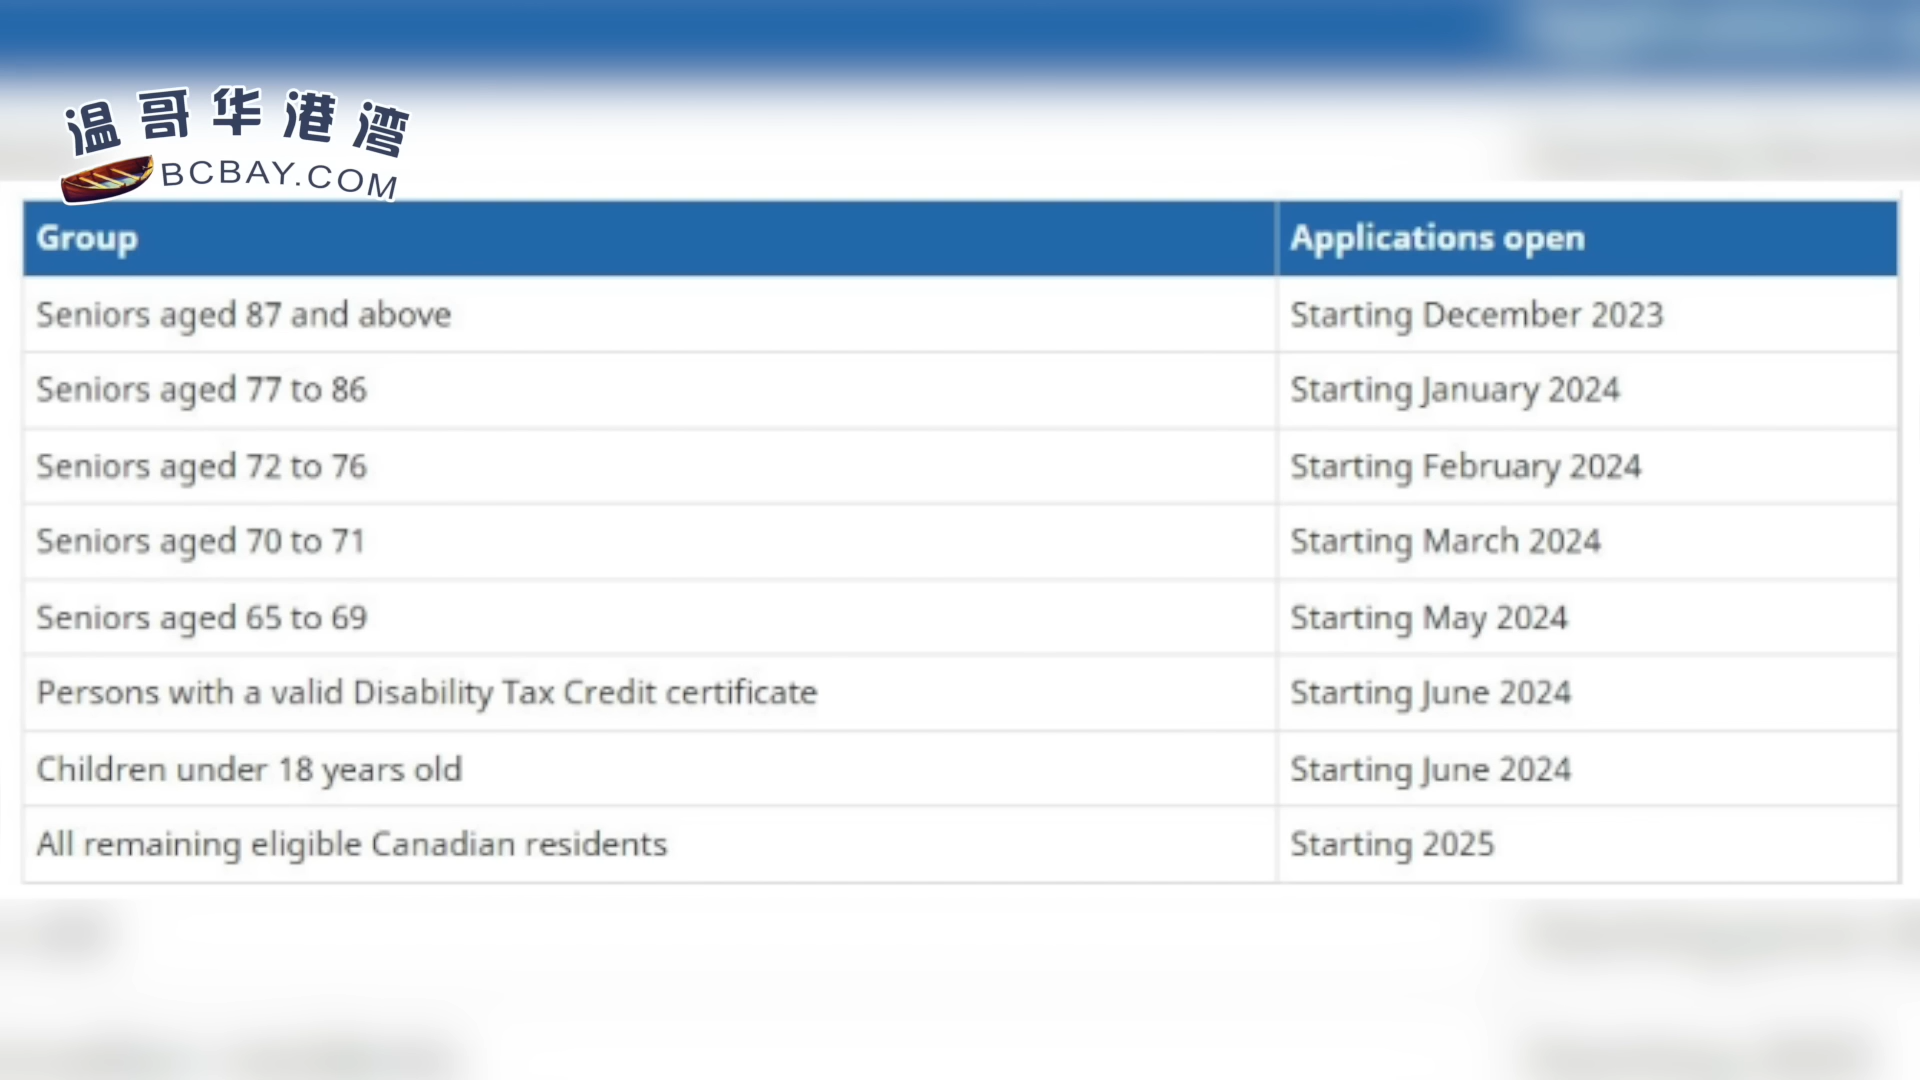 温哥华港湾
BCBAY.COM
Group Applications open
Seniors aged 87 and above Starting December 2023
Seniors aged 77 to 86 Starting January 2024
Seniors aged 72 to 76 Starting February 2024
Seniors aged 70 to 71 Starting March 2024
Seniors aged 65 to 69 Starting May 2024
Persons with a valid Disability Tax Credit certificate Starting June 2024
Children under 18 years old Starting June 2024
All remaining eligible Canadian residents Starting 2025